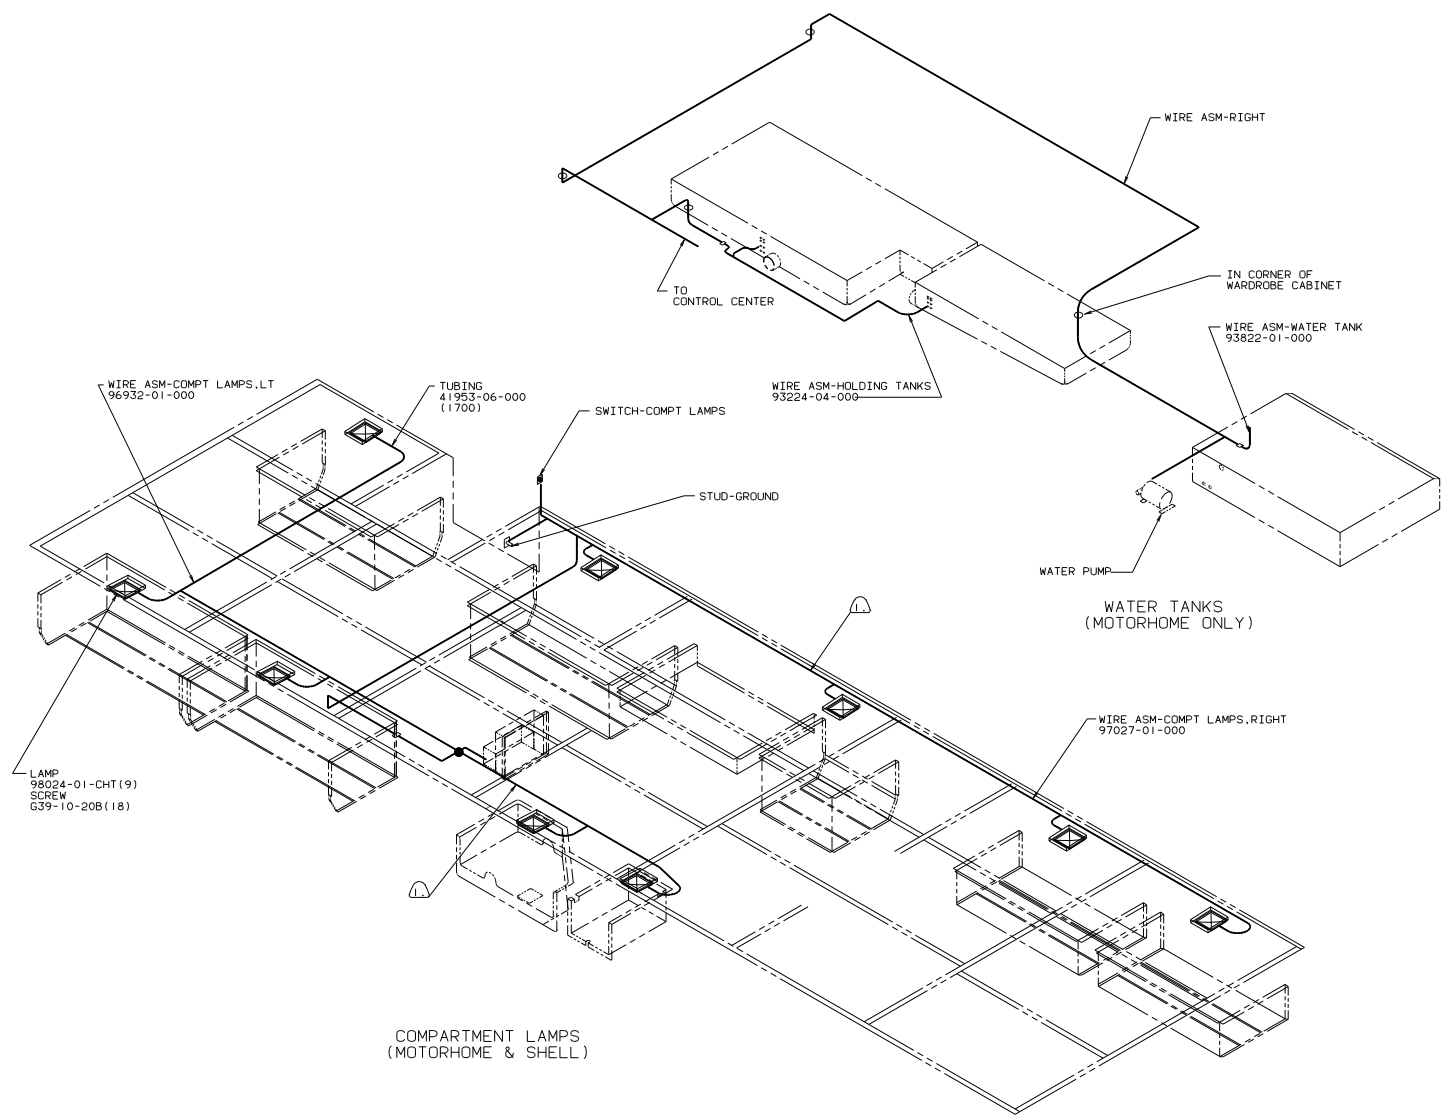 WIRE ASM-RIGHT
IN CORNER OF
WARDROBE CABINET
TO
CONTROL CENTER
WIRE ASM-WATER TANK
93822-01-000
WIRE ASM-HOLDING TANKS
93224-04-000
WATER PUMP
WATER TANKS
(MOTORHOME ONLY)
WIRE ASM-COMPT LAMPS,LT
96932-01-000
TUBING
41953-06-000
(1700)
SWITCH-COMPT LAMPS
STUD-GROUND
1.
WIRE ASM-COMPT LAMPS,RIGHT
97027-01-000
LAMP
98024-01-CHT(9)
SCREW
G39-10-20B(18)
1.
COMPARTMENT LAMPS
(MOTORHOME & SHELL)